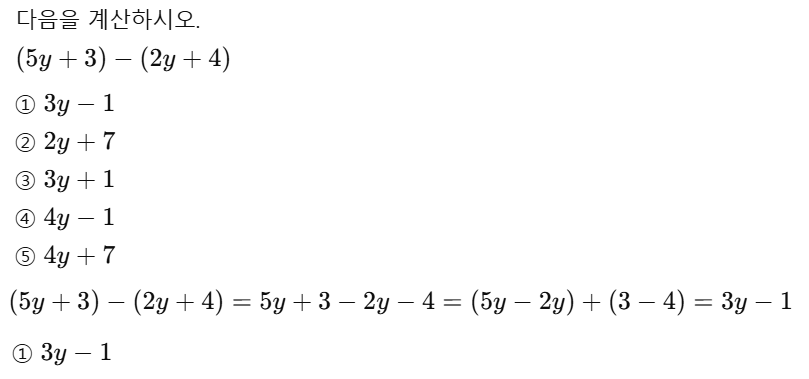 다음을 계산하시오.
(5y + 3) − (2y + 4)
① 3y − 1
② 2y + 7
③ 3y + 1
④ 4y − 1
⑤ 4y + 7
(5y + 3) − (2y + 4) = 5y + 3 − 2y − 4 = (5y − 2y) + (3 − 4) = 3y − 1
① 3y − 1